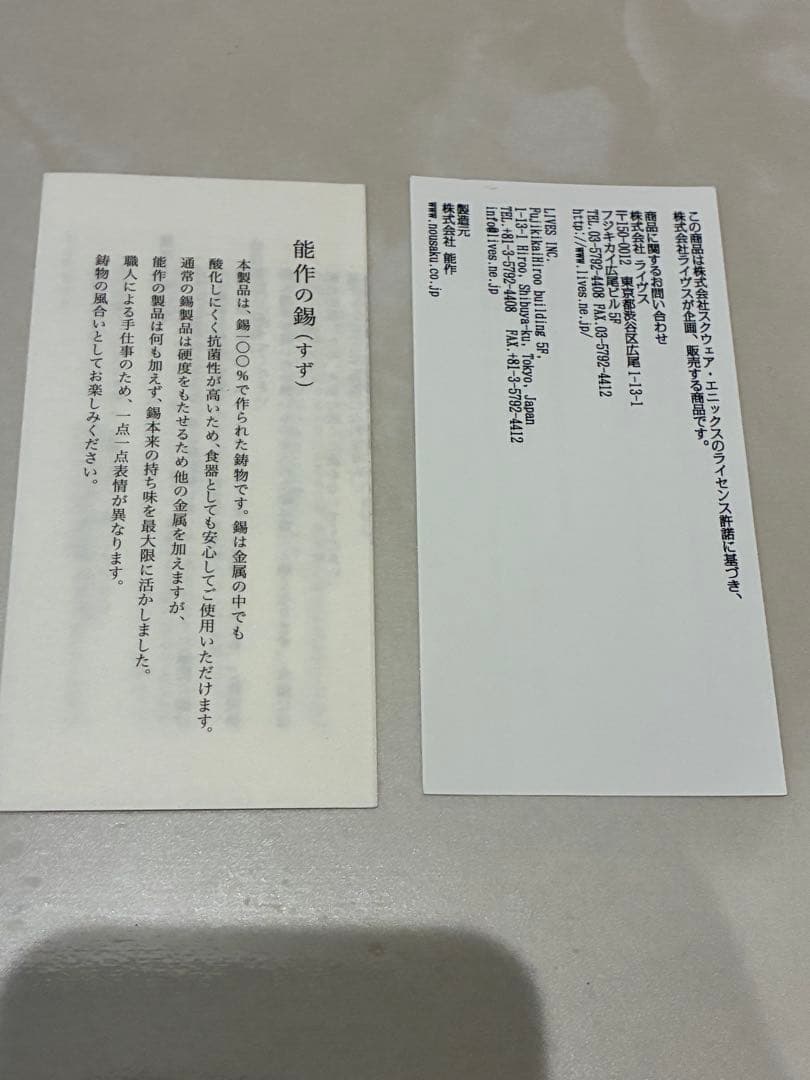 能作の錫（すず）
本製品は、錫一〇〇％で作られた鋳物です。錫は金属の中でも
酸化しにくく抗菌性が高いため、食器としても安心してご使用いただけます。
通常の錫製品は硬度をもたせるため他の金属を加えますが、
能作の製品は何も加えず、錫本来の持ち味を最大限に活かしました。
職人による手仕事のため、一点一点表情が異なります。
鋳物の風合いとしてお楽しみください。
この商品は株式会社スクウェア・エニックスのライセンス許諾に基づき、
株式会社ライヴスが企画、販売する商品です。
商品に関するお問い合わせ
株式会社 ライヴス
〒150-0012 東京都渋谷区広尾 1-13-1
フジキカイ広尾ビル 5F
TEL.03-5792-4408 FAX.03-5792-4412
http://www.lives.ne.jp/
LIVES INC.
FujikikaiHiroo building 5F,
1-13-1 Hiroo, Shibuya-ku, Tokyo, Japan
TEL.+81-3-5792-4408 FAX +81-3-5792-4412
info@lives.ne.jp
製造元
株式会社 能作
www.nousaku.co.jp